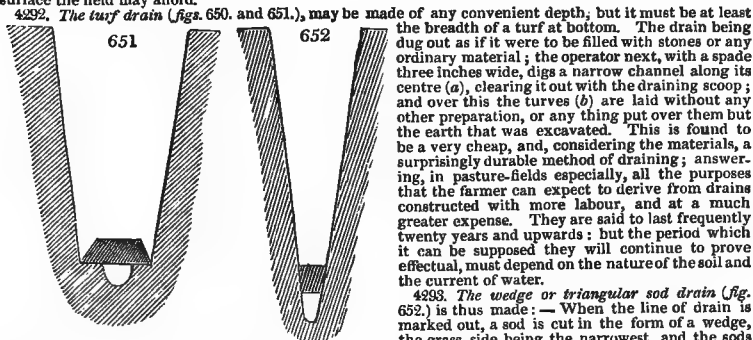 surface the field may afford.
4292. The turf drain (figs. 650. and 651.), may be made of any convenient depth, but it must be at least
651
652
the breadth of a turf at bottom. The drain being
dug out as if it were to be filled with stones or any
ordinary material; the operator next, with a spade
three inches wide, digs a narrow channel along its
centre (a), clearing it out with the draining scoop;
and over this the turves (b) are laid without any
other preparation, or any thing put over them but
the earth that was excavated. This is found to
be a very cheap, and, considering the materials, a
surprisingly durable method of draining; answer-
ing, in pasture-fields especially, all the purposes
that the farmer can expect to derive from drains
constructed with more labour, and at a much
greater expense. They are said to last frequently
twenty years and upwards: but the period which
it can be supposed they will continue to prove
effectual, must depend on the nature of the soil and
the current of water.
4293. The wedge or triangular sod drain (fig.
652.) is thus made: — When the line of drain is
marked out, a sod is cut in the form of a wedge,
the grass side being the narrowest, and the sods